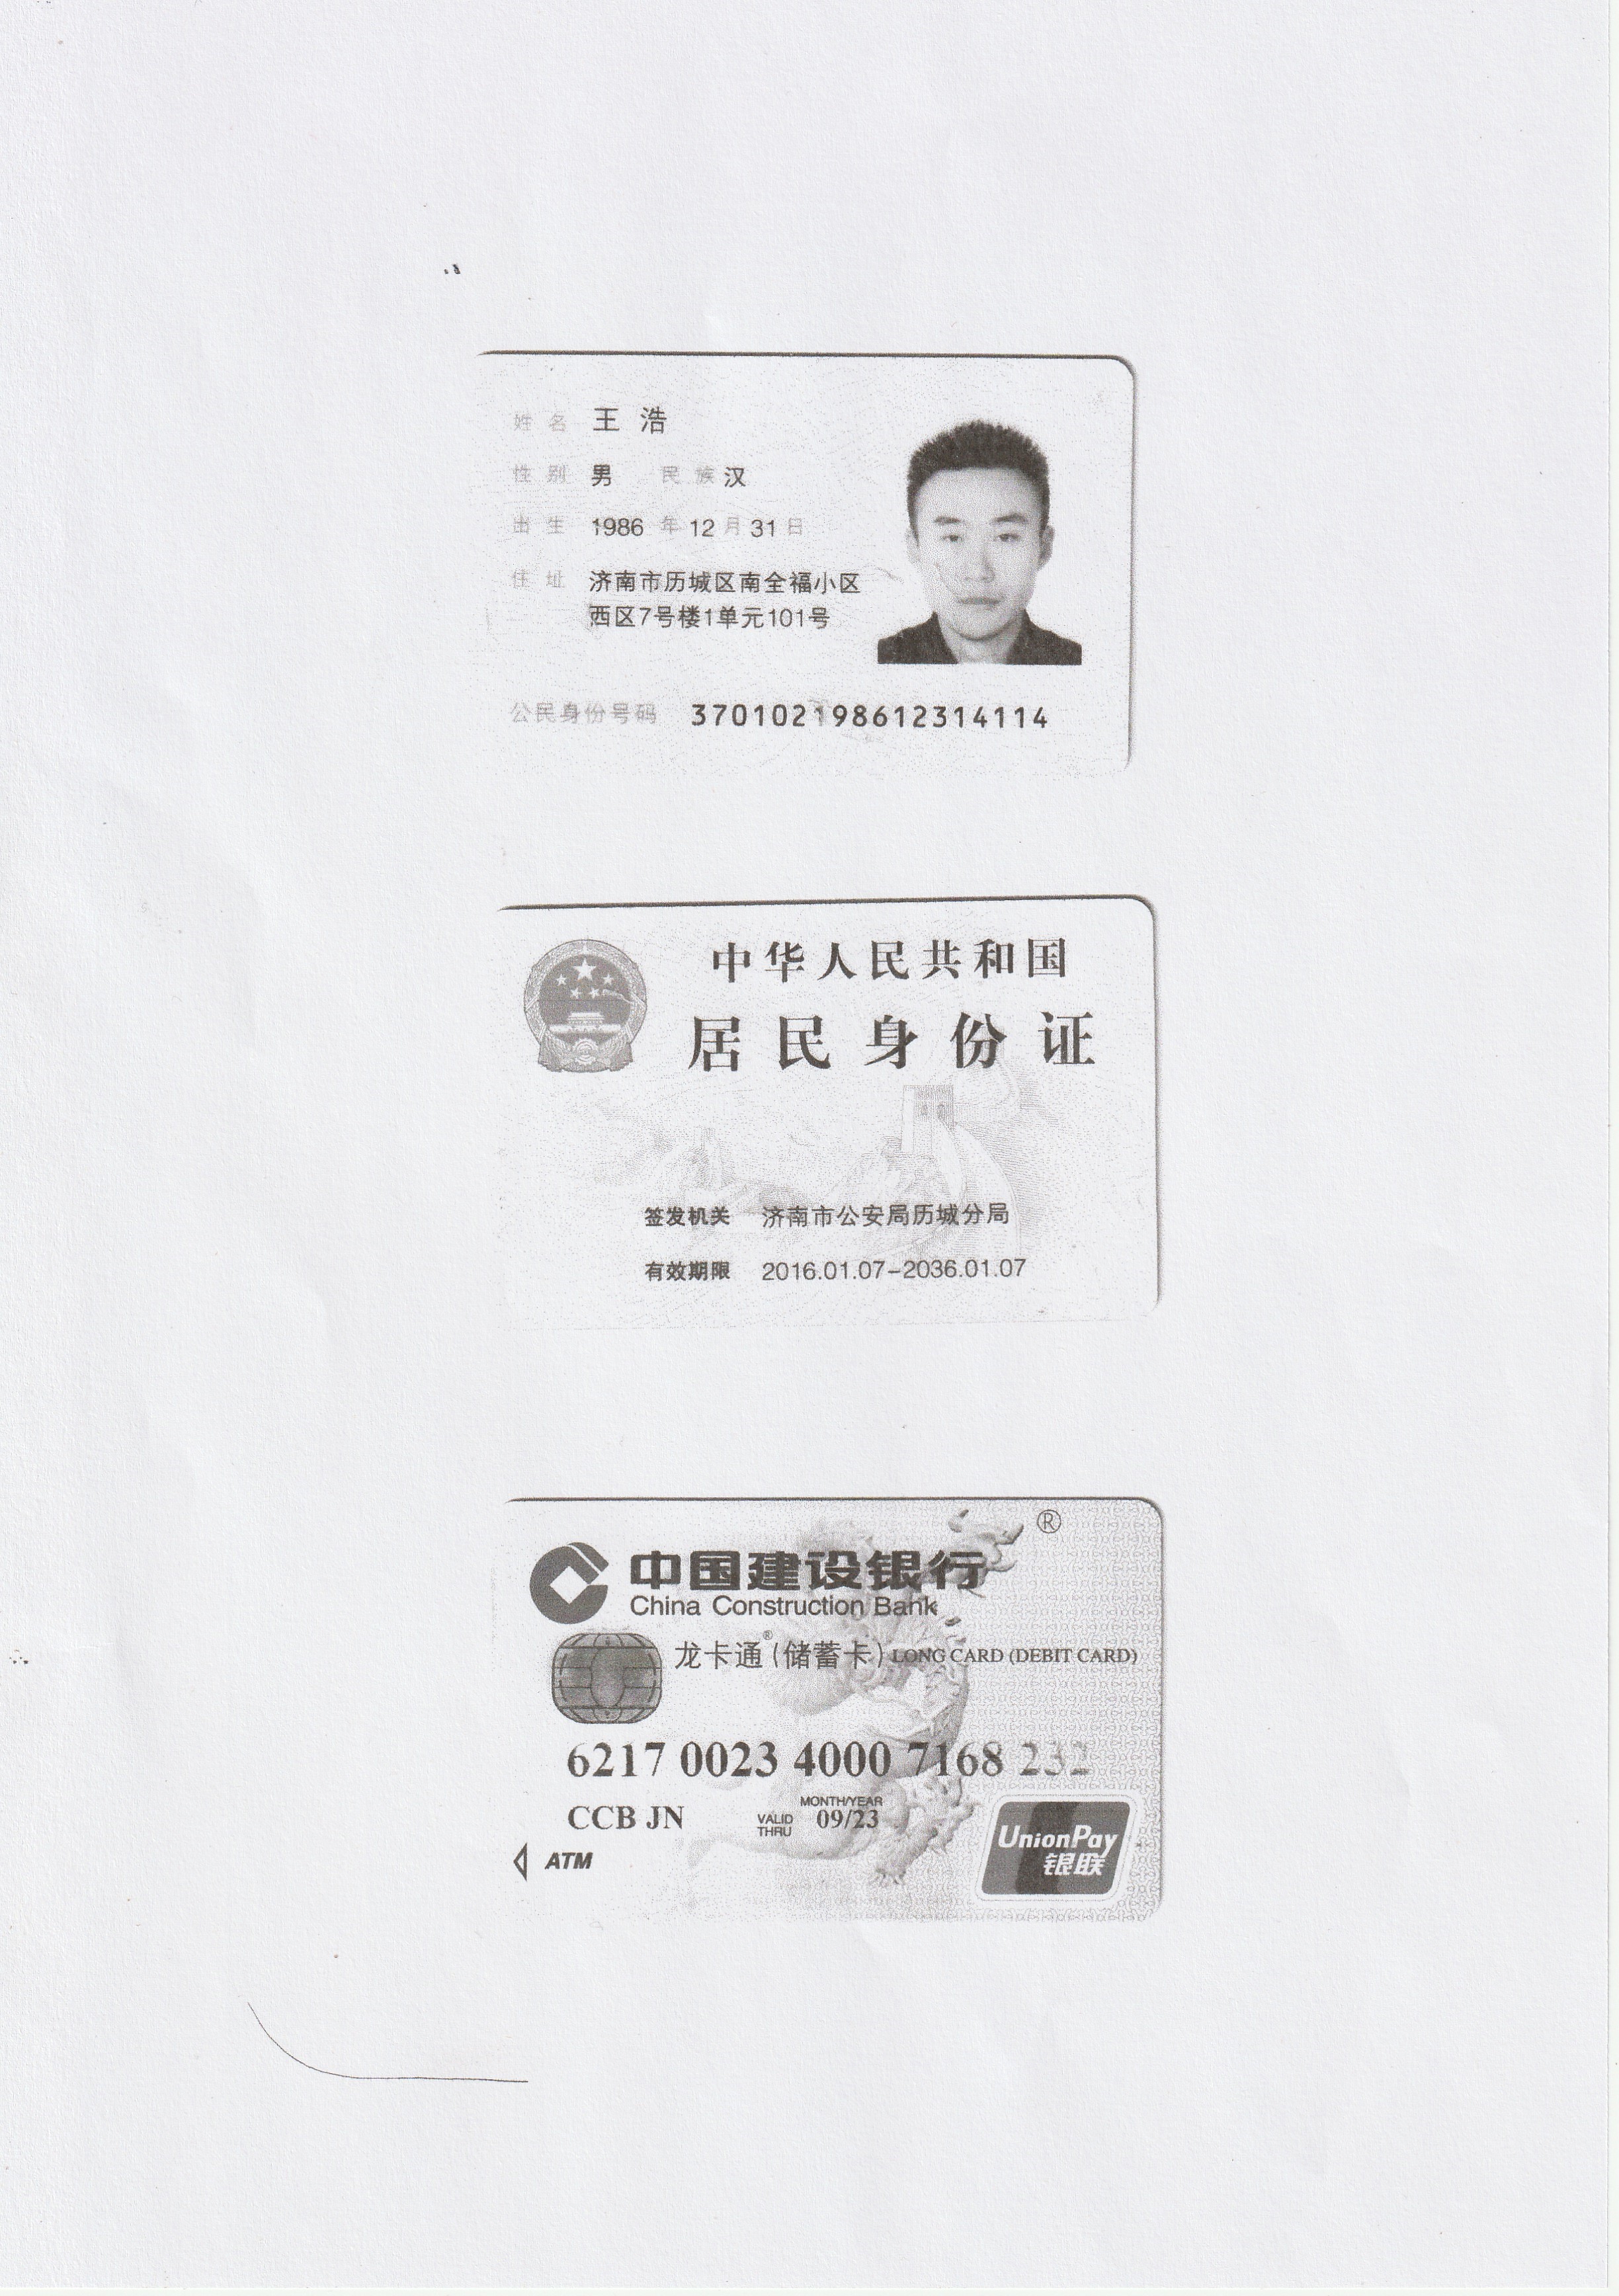 姓名 王浩
性别 男 民族 汉
出生 1986 年 12 月 31 日
住址 济南市历城区南全福小区
西区7号楼1单元101号
公民身份号码 370102198612314114
中华人民共和国
居民身份证
签发机关 济南市公安局历城分局
有效期限 2016.01.07-2036.01.07
®
中国建设银行
China Construction Bank
龙卡通®(储蓄卡) LONG CARD (DEBIT CARD)
6217 0023 4000 7168 232
MONTH/YEAR
CCB JN VALID THRU 09/23
ATM
UnionPay
银联